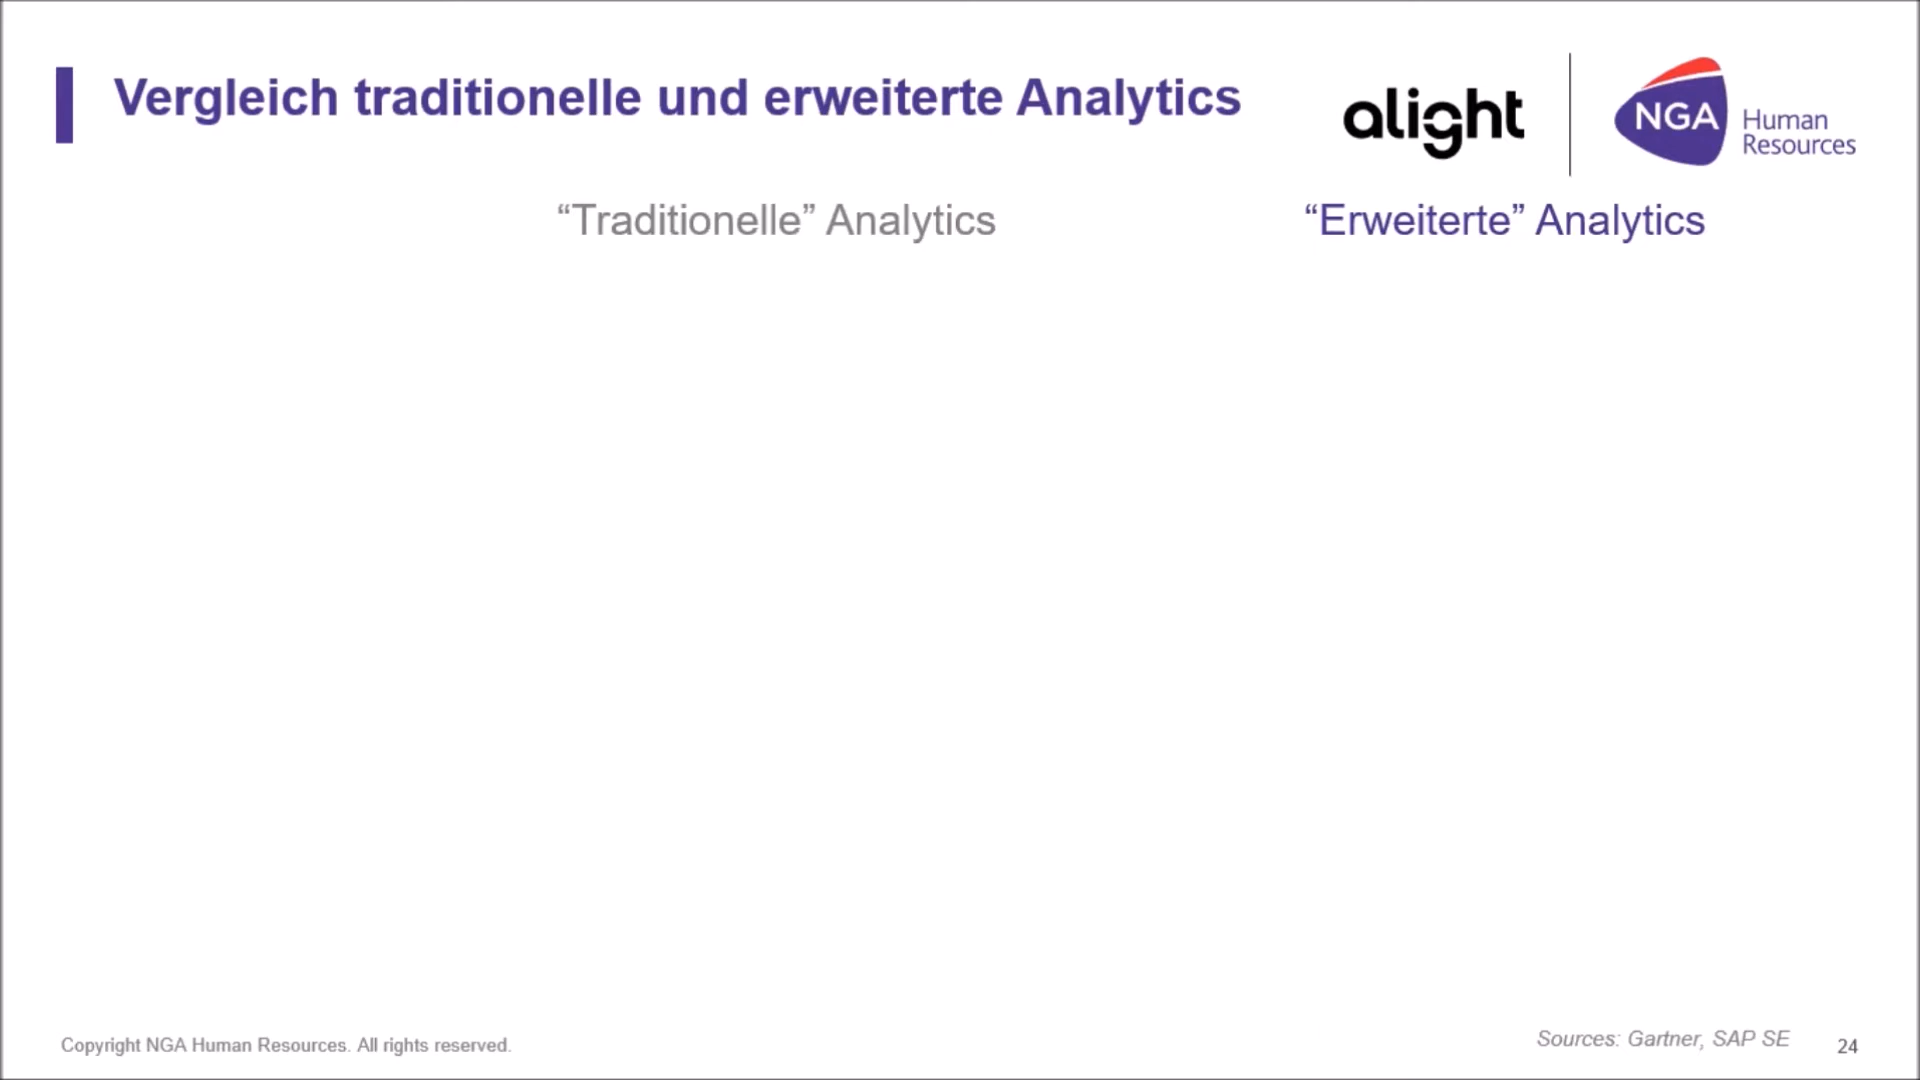 Vergleich traditionelle und erweiterte Analytics
alight
NGA Human
Resources
“Traditionelle” Analytics
“Erweiterte” Analytics
Copyright NGA Human Resources. All rights reserved.
Sources: Gartner, SAP SE
24